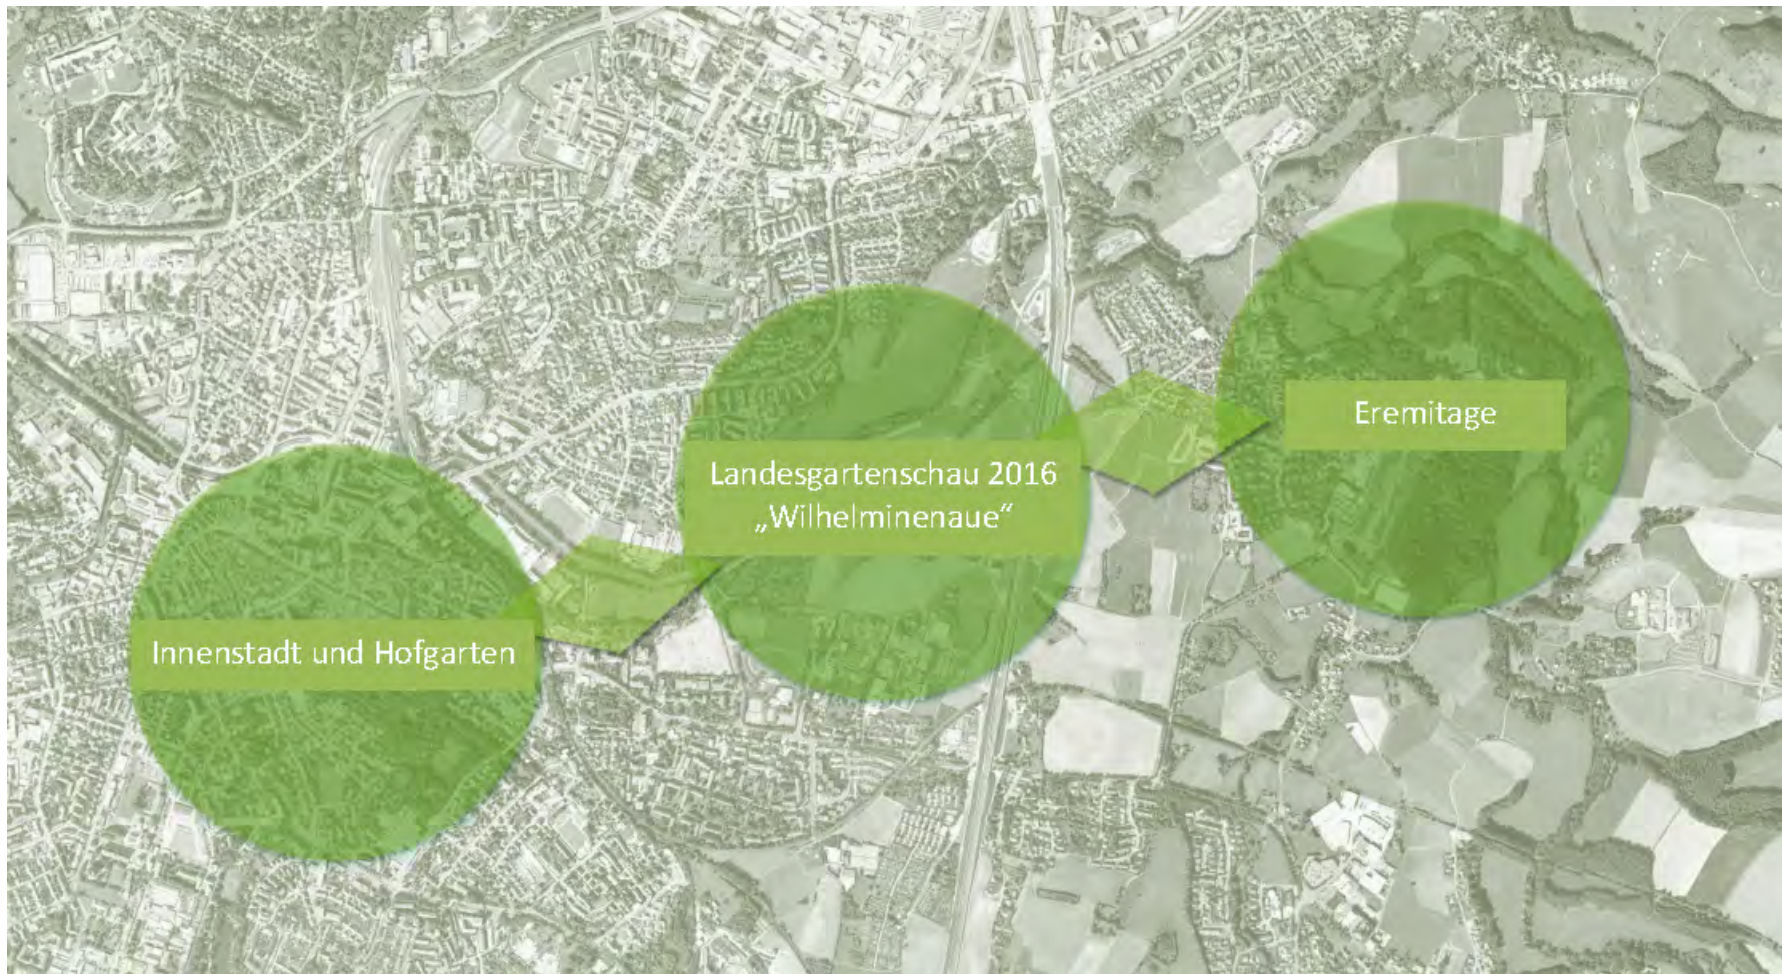 Eremitage
Landesgartenschau 2016
„Wilhelminenaue“
Innenstadt und Hofgarten